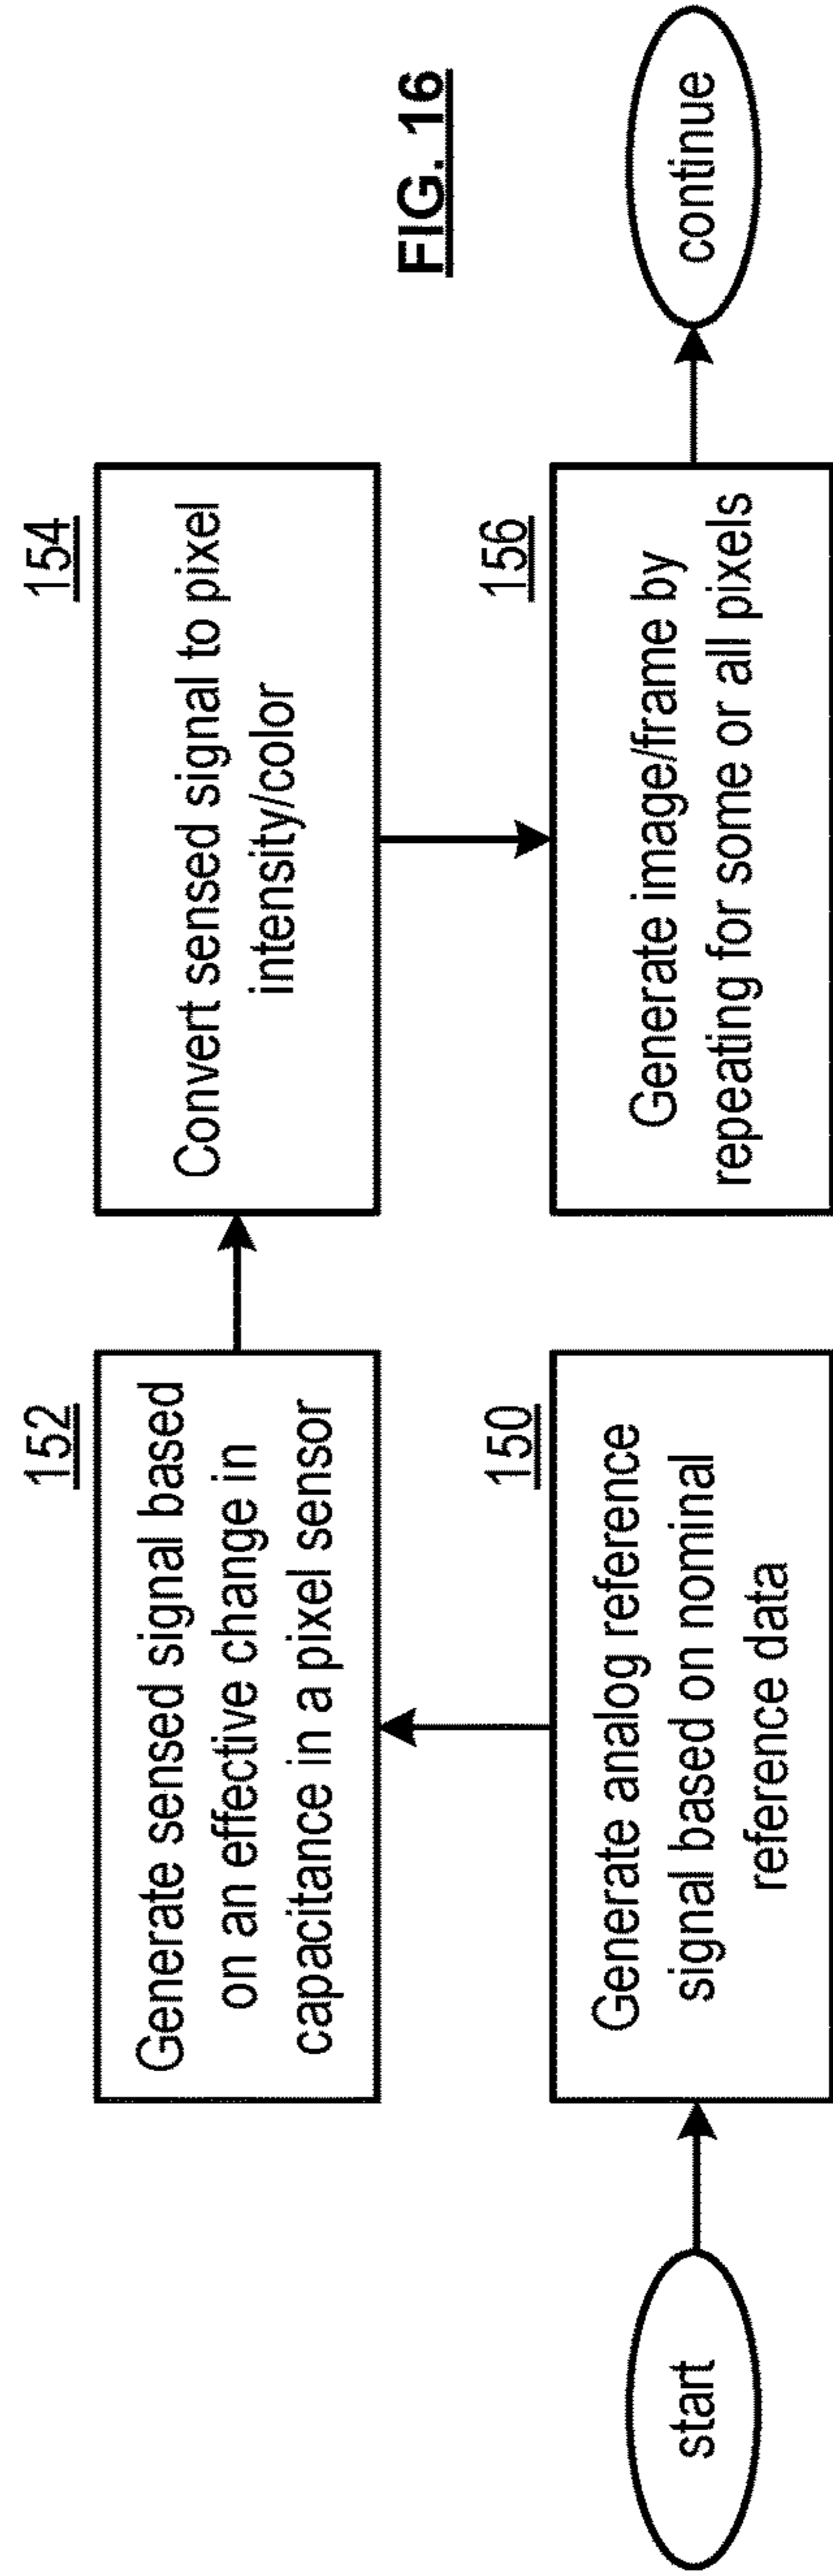 start
150
Generate analog reference
signal based on nominal
reference data
152
Generate sensed signal based
on an effective change in
capacitance in a pixel sensor
154
Convert sensed signal to pixel
intensity/color
156
Generate image/frame by
repeating for some or all pixels
continue
FIG. 16